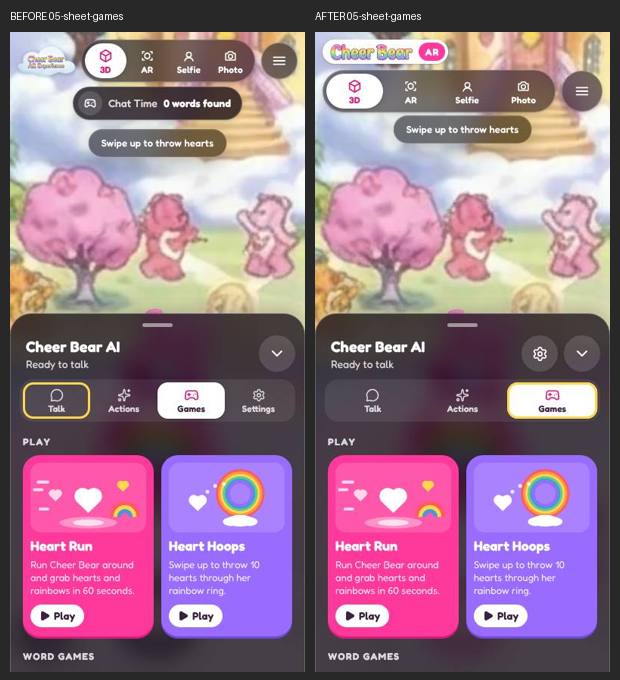 BEFORE 05-sheet-games
Cheer Bear
AR Experience
3D
AR
Selfie
Photo
Chat Time 0 words found
Swipe up to throw hearts
Cheer Bear AI
Ready to talk
Talk
Actions
Games
Settings
PLAY
Heart Run
Run Cheer Bear around
and grab hearts and
rainbows in 60 seconds.
Play
Heart Hoops
Swipe up to throw 10
hearts through her
rainbow ring.
Play
WORD GAMES
AFTER 05-sheet-games
Cheer Bear AR
3D
AR
Selfie
Photo
Swipe up to throw hearts
Cheer Bear AI
Ready to talk
Talk
Actions
Games
PLAY
Heart Run
Run Cheer Bear around
and grab hearts and
rainbows in 60 seconds.
Play
Heart Hoops
Swipe up to throw 10
hearts through her
rainbow ring.
Play
WORD GAMES